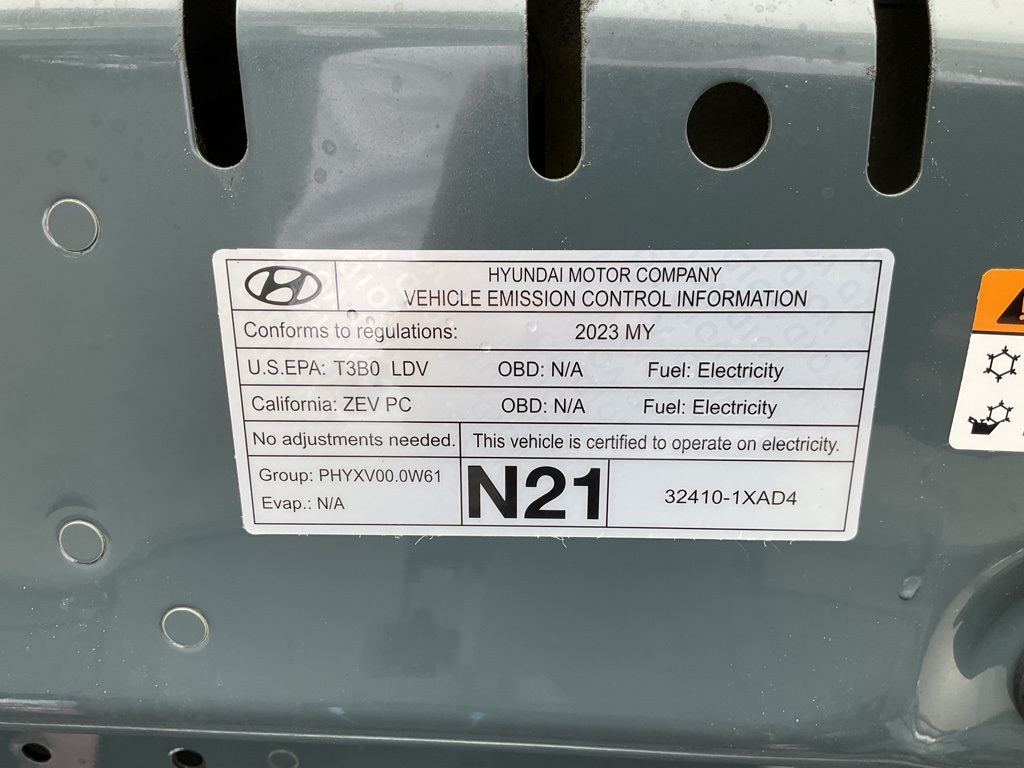 HYUNDAI MOTOR COMPANY
VEHICLE EMISSION CONTROL INFORMATION
Conforms to regulations: 2023 MY
U.S.EPA: T3B0 LDV OBD: N/A Fuel: Electricity
California: ZEV PC OBD: N/A Fuel: Electricity
No adjustments needed. This vehicle is certified to operate on electricity.
Group: PHYXV00.0W61
Evap.: N/A
N21
32410-1XAD4